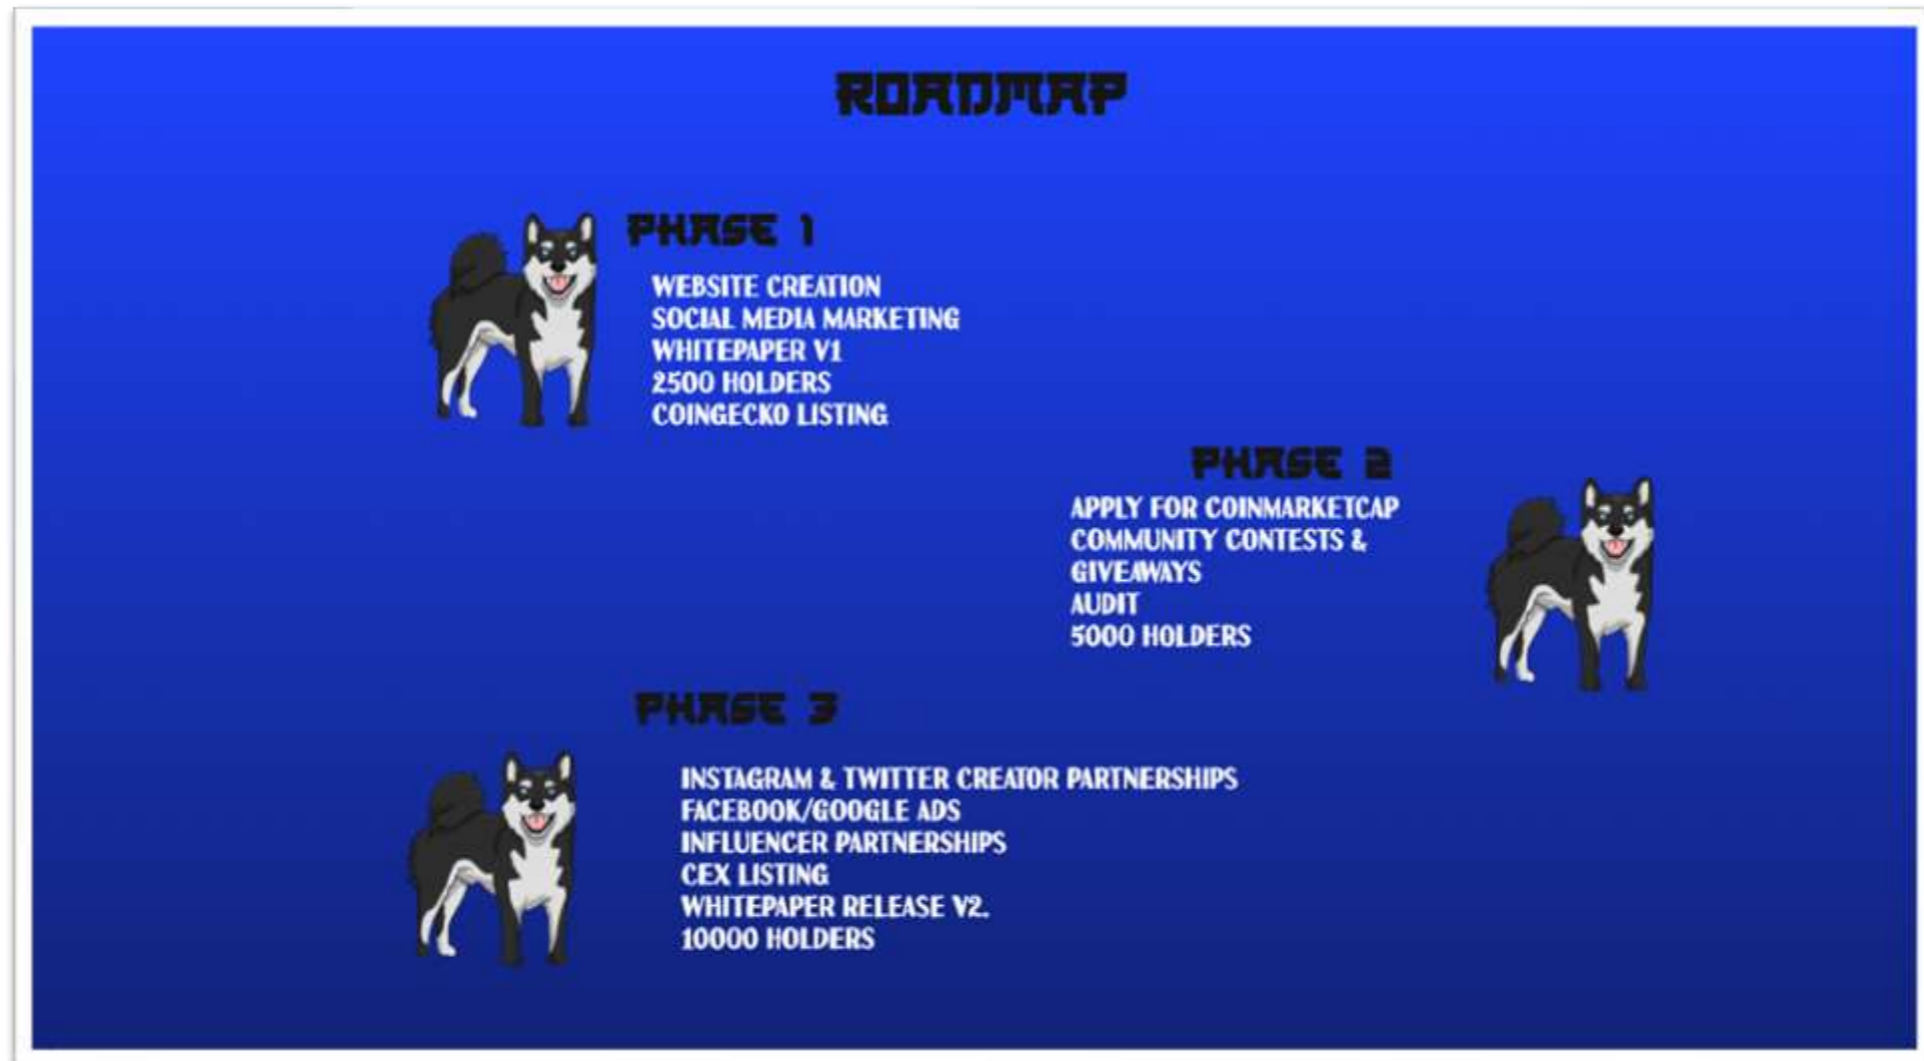 ROADMAP
PHASE 1
WEBSITE CREATION
SOCIAL MEDIA MARKETING
WHITEPAPER V1
2500 HOLDERS
COINGECKO LISTING
PHASE 2
APPLY FOR COINMARKETCAP
COMMUNITY CONTESTS &
GIVEAWAYS
AUDIT
5000 HOLDERS
PHASE 3
INSTAGRAM & TWITTER CREATOR PARTNERSHIPS
FACEBOOK/GOOGLE ADS
INFLUENCER PARTNERSHIPS
CEX LISTING
WHITEPAPER RELEASE V2.
10000 HOLDERS